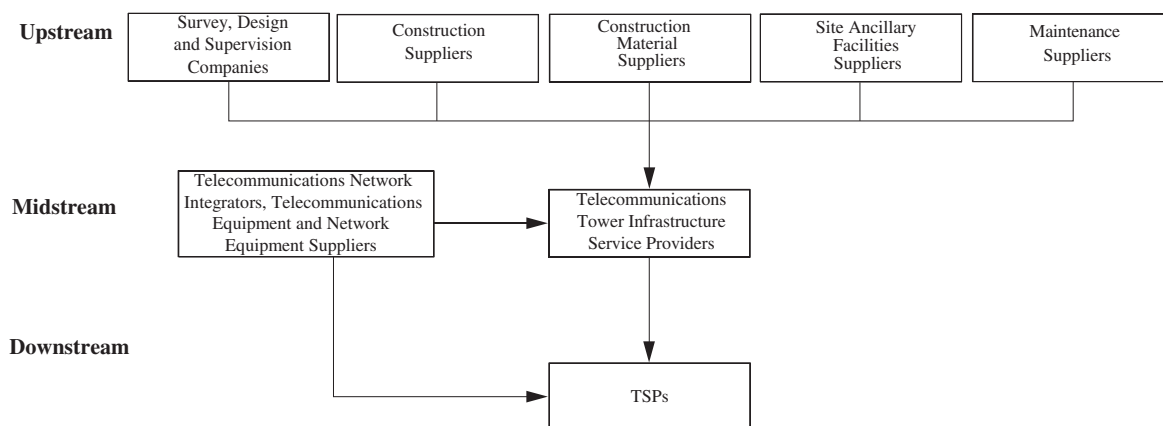 Upstream
Survey, Design
and Supervision
Companies
Construction
Suppliers
Construction
Material
Suppliers
Site Ancillary
Facilities
Suppliers
Maintenance
Suppliers
Midstream
Telecommunications Network
Integrators, Telecommunications
Equipment and Network
Equipment Suppliers
Telecommunications
Tower Infrastructure
Service Providers
Downstream
TSPs